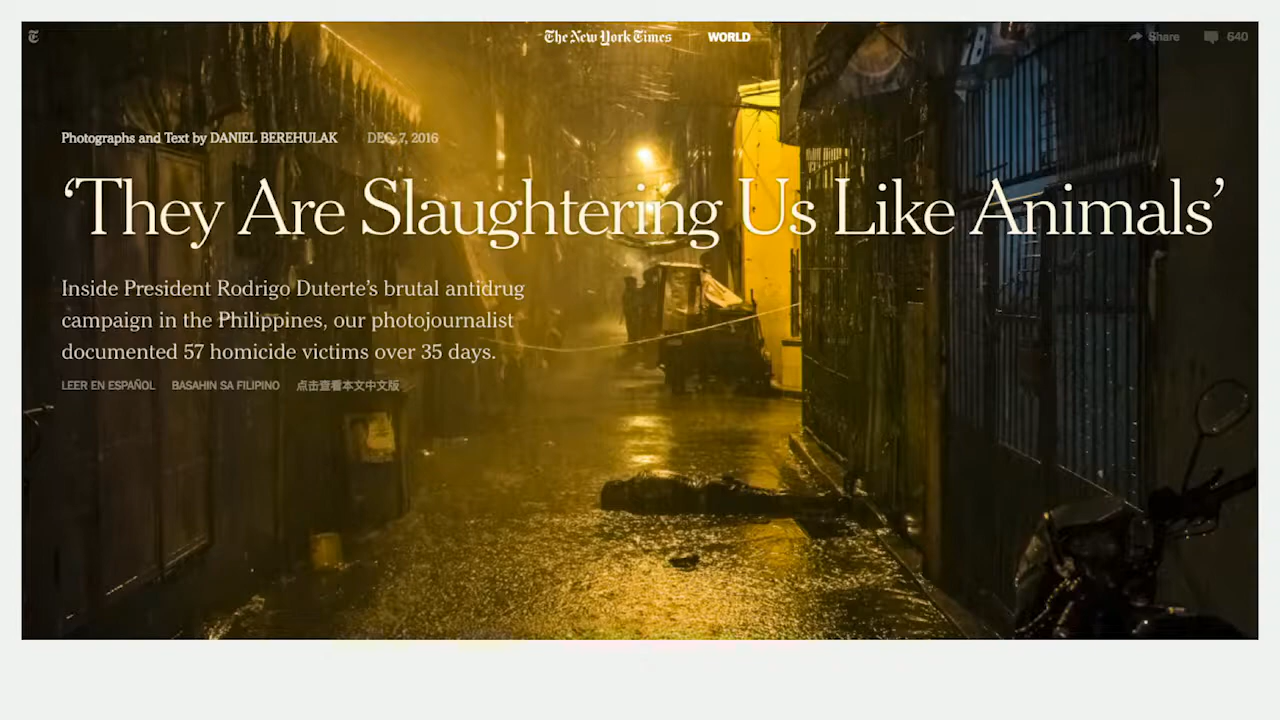 The New York Times
WORLD
Share
640
Photographs and Text by DANIEL BEREHULAK
DEC. 7, 2016
‘They Are Slaughtering Us Like Animals’
Inside President Rodrigo Duterte’s brutal antidrug
campaign in the Philippines, our photojournalist
documented 57 homicide victims over 35 days.
LEER EN ESPAÑOL
BASAHIN SA FILIPINO
点击查看本文中文版